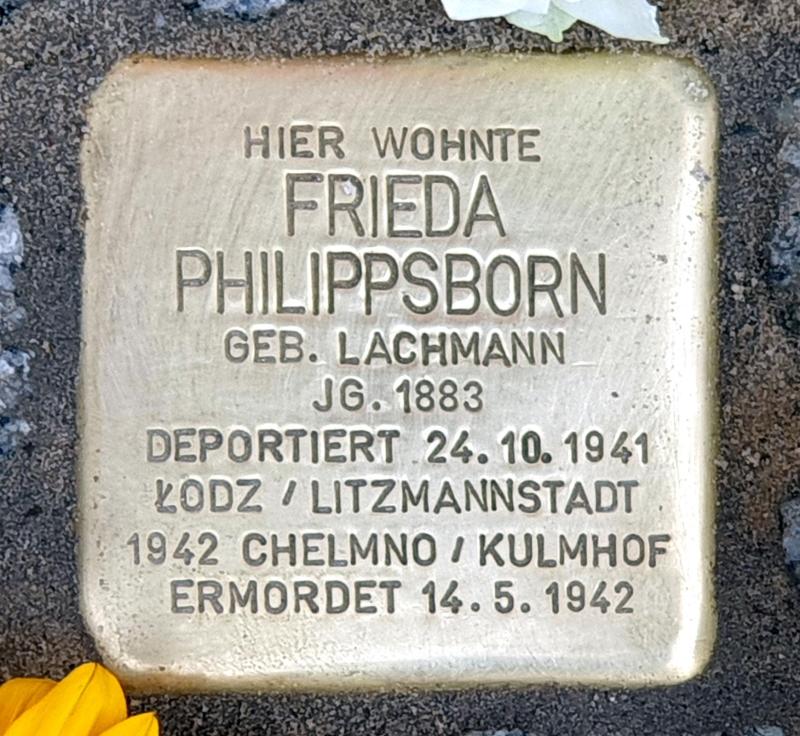 HIER WOHNTE
FRIEDA
PHILIPPSBORN
GEB. LACHMANN
JG. 1883
DEPORTIERT 24.10.1941
ŁODZ / LITZMANNSTADT
1942 CHELMNO / KULMHOF
ERMORDET 14.5.1942